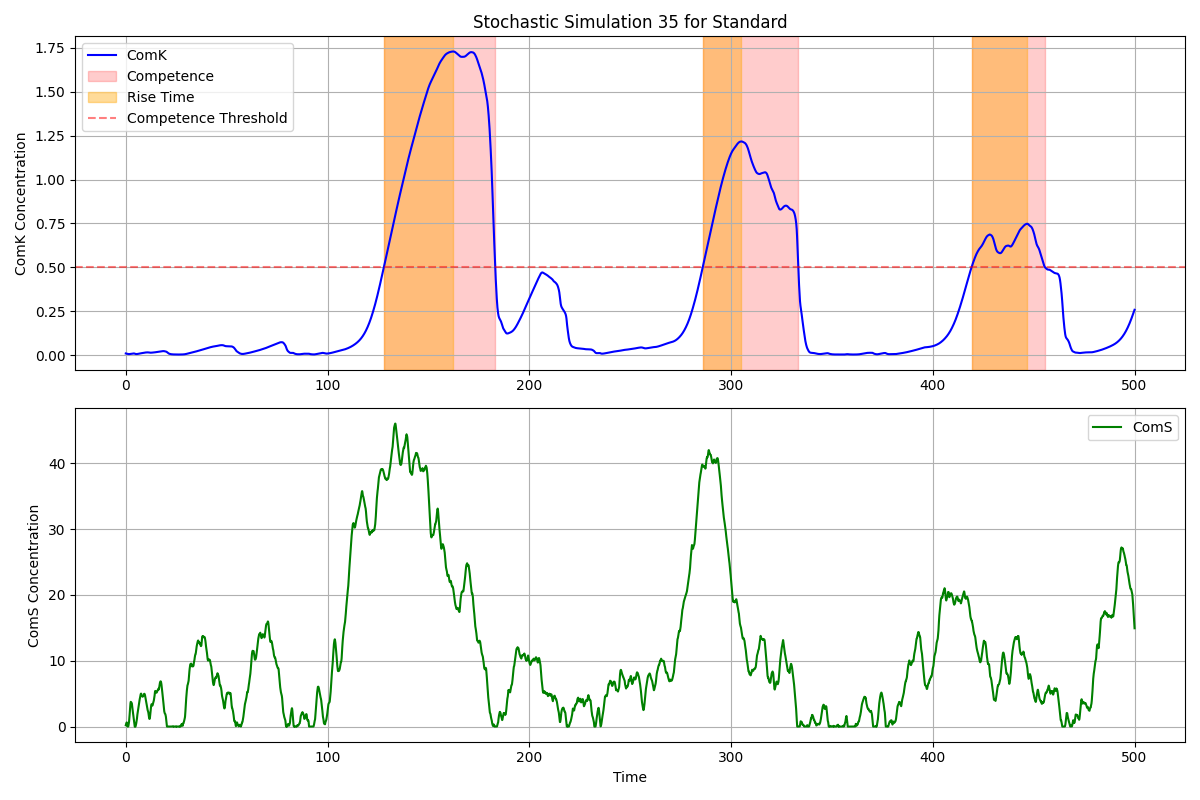 Stochastic Simulation 35 for Standard
ComK Concentration
1.75
1.50
1.25
1.00
0.75
0.50
0.25
0.00
ComK
Competence
Rise Time
Competence Threshold
0 100 200 300 400 500
ComS Concentration
40
30
20
10
0
ComS
0 100 200 300 400 500
Time